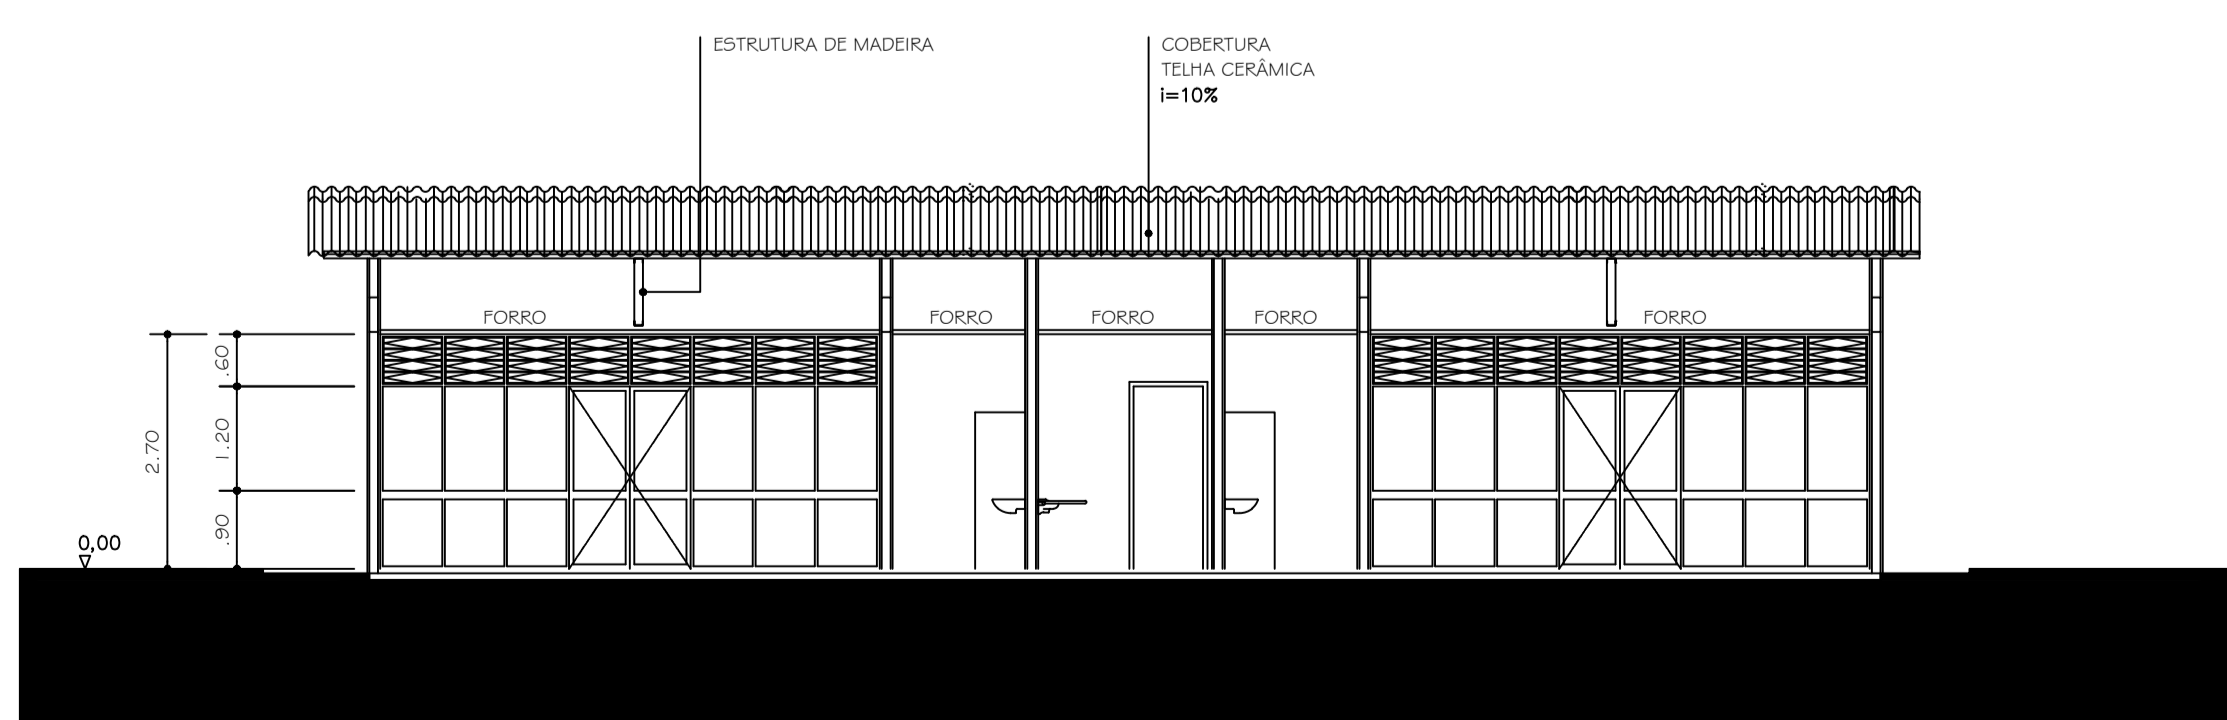 ESTRUTURA DE MADEIRA
COBERTURA
TELHA CERÂMICA
i=10%
FORRO
FORRO
FORRO
FORRO
FORRO
.60
1.20
2.70
.90
0,00